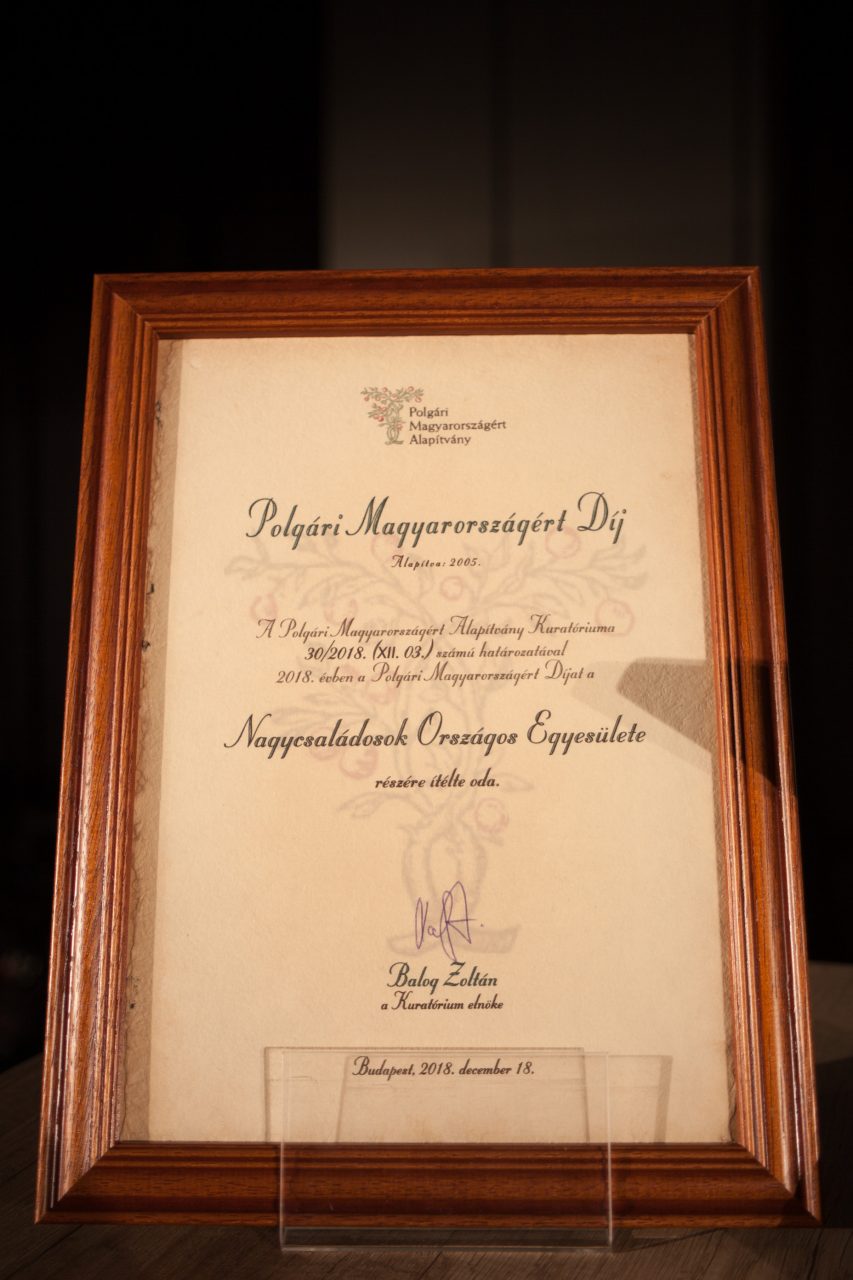 Polgári
Magyarországért
Alapítvány
Polgári Magyarországért Díj
Alapítva: 2005.
A Polgári Magyarországért Alapítvány Kuratóriuma
30/2018. (XII. 03.) számú határozatával
2018. évben a Polgári Magyarországért Díjat a
Nagycsaládosok Országos Egyesülete
részére ítélte oda.
Balog Zoltán
a Kuratórium elnöke
Budapest, 2018. december 18.